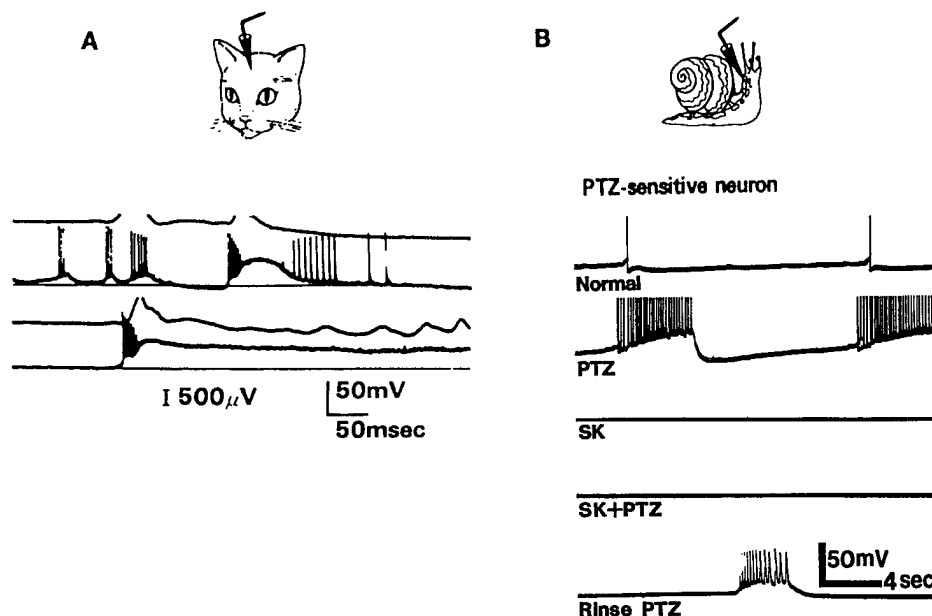 A
B
PTZ-sensitive neuron
Normal
PTZ
I 500μV
50mV
50msec
SK
SK+PTZ
50mV
4sec
Rinse PTZ